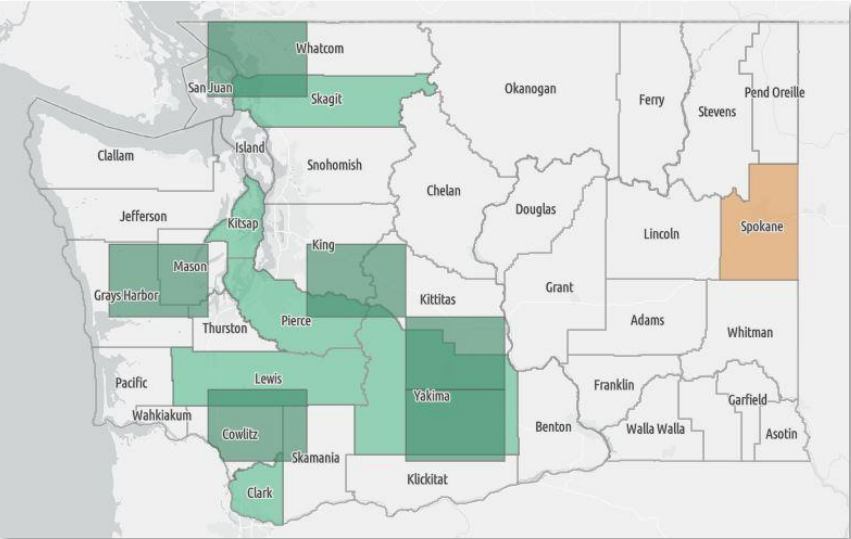 Whatcom
San Juan
Skagit
Okanogan
Ferry
Stevens
Pend Oreille
Island
Clallam
Snohomish
Chelan
Douglas
Jefferson
Kitsap
King
Lincoln
Spokane
Mason
Grays Harbor
Kittitas
Grant
Thurston
Pierce
Adams
Whitman
Pacific
Lewis
Yakima
Franklin
Garfield
Wahkiakum
Cowlitz
Skamania
Benton
Walla Walla
Asotin
Klickitat
Clark